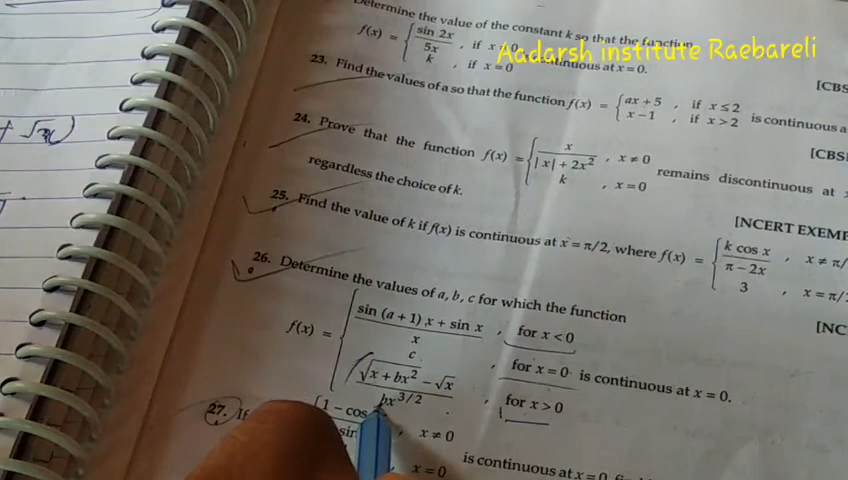 Determine the value of the constant k so that the function
f(x) = { sin 2x / 5x , if x ≠ 0
k , if x = 0 continuous at x = 0.
Aadarsh institute Raebareli
[CBS
23. Find the values of a so that the function f(x) = { ax + 5 , if x ≤ 2
x − 1 , if x > 2 is continuous a
[CBS
24. Prove that the function f(x) = { x / |x| + 2x² , x ≠ 0
k , x = 0 remains discontinuous at x
regardless the choice of k.
[NCERT EXEME
25. Find the value of k if f(x) is continuous at x = π/2, where f(x) = { k cos x / π − 2x , x ≠ π/
3 , x = π/
[NC
26. Determine the values of a, b, c for which the function
f(x) = { sin (a + 1) x + sin x / x , for x < 0
c , for x = 0 is continuous at x = 0.
√x + bx² − √x / bx^3/2 , for x > 0
27. If 1 − cos
sin , x ≠ 0
, x = 0 is continuous at x = 0,